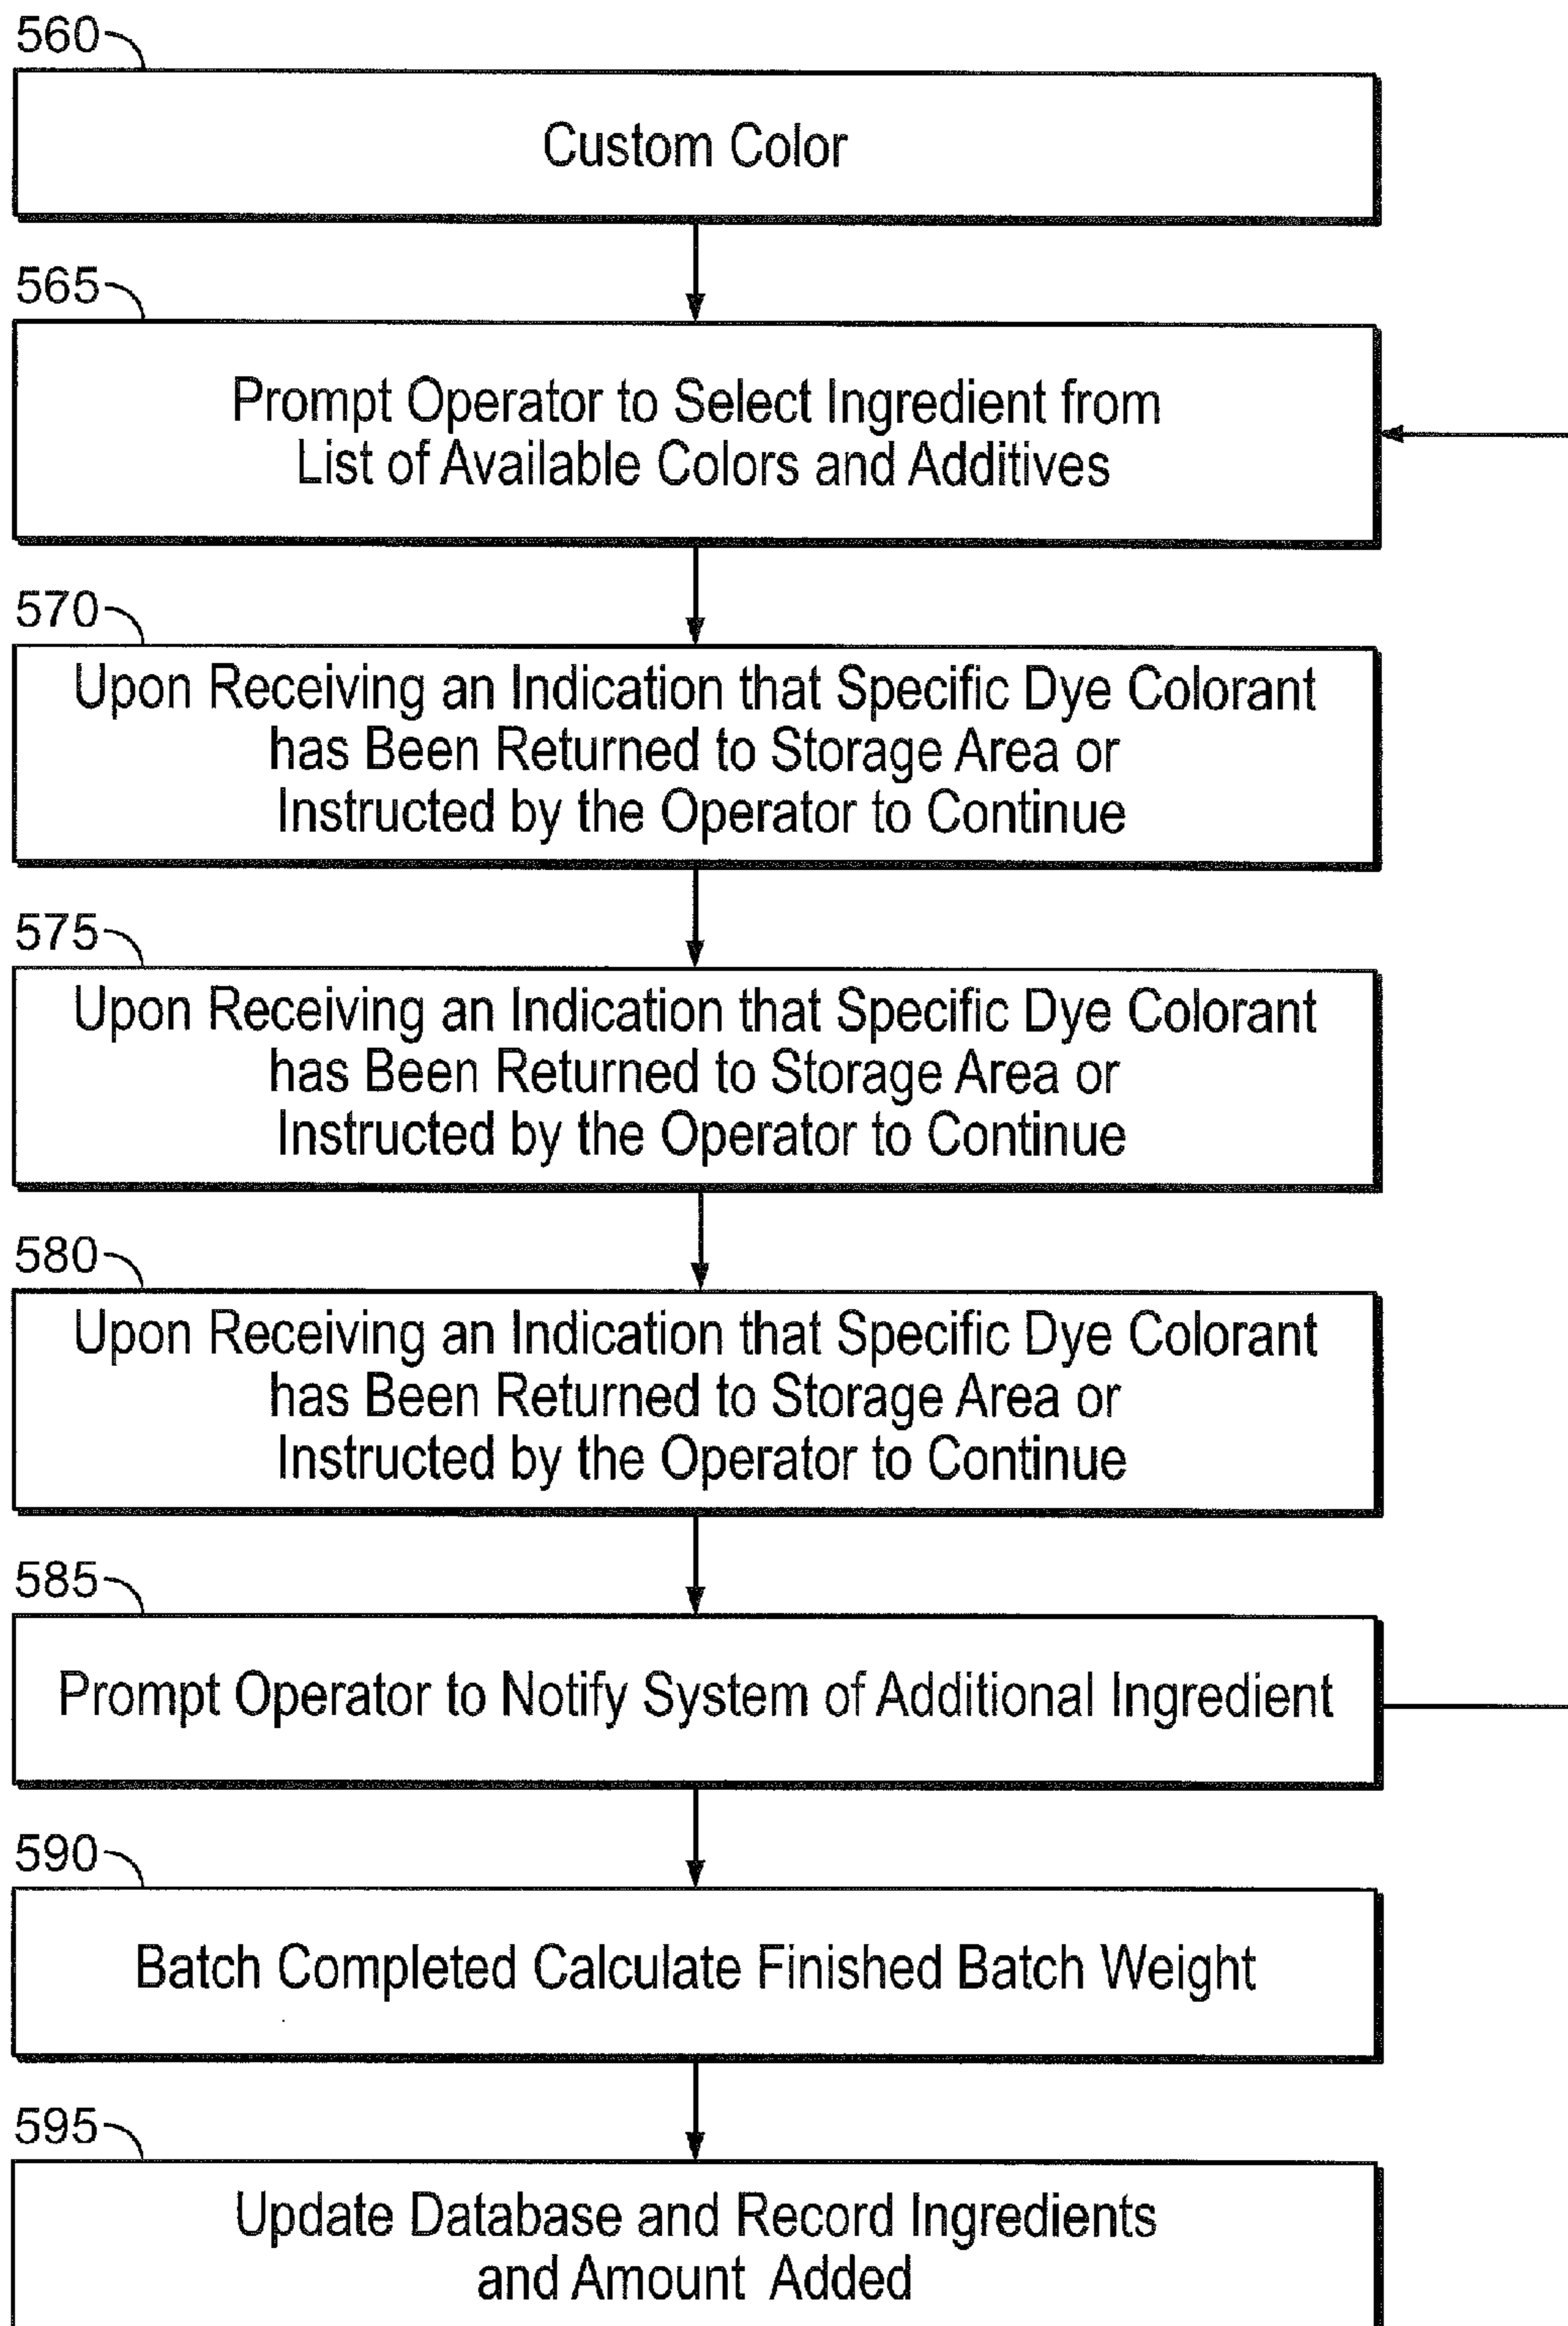 560
Custom Color
565
Prompt Operator to Select Ingredient from
List of Available Colors and Additives
570
Upon Receiving an Indication that Specific Dye Colorant
has Been Returned to Storage Area or
Instructed by the Operator to Continue
575
Upon Receiving an Indication that Specific Dye Colorant
has Been Returned to Storage Area or
Instructed by the Operator to Continue
580
Upon Receiving an Indication that Specific Dye Colorant
has Been Returned to Storage Area or
Instructed by the Operator to Continue
585
Prompt Operator to Notify System of Additional Ingredient
590
Batch Completed Calculate Finished Batch Weight
595
Update Database and Record Ingredients
and Amount Added